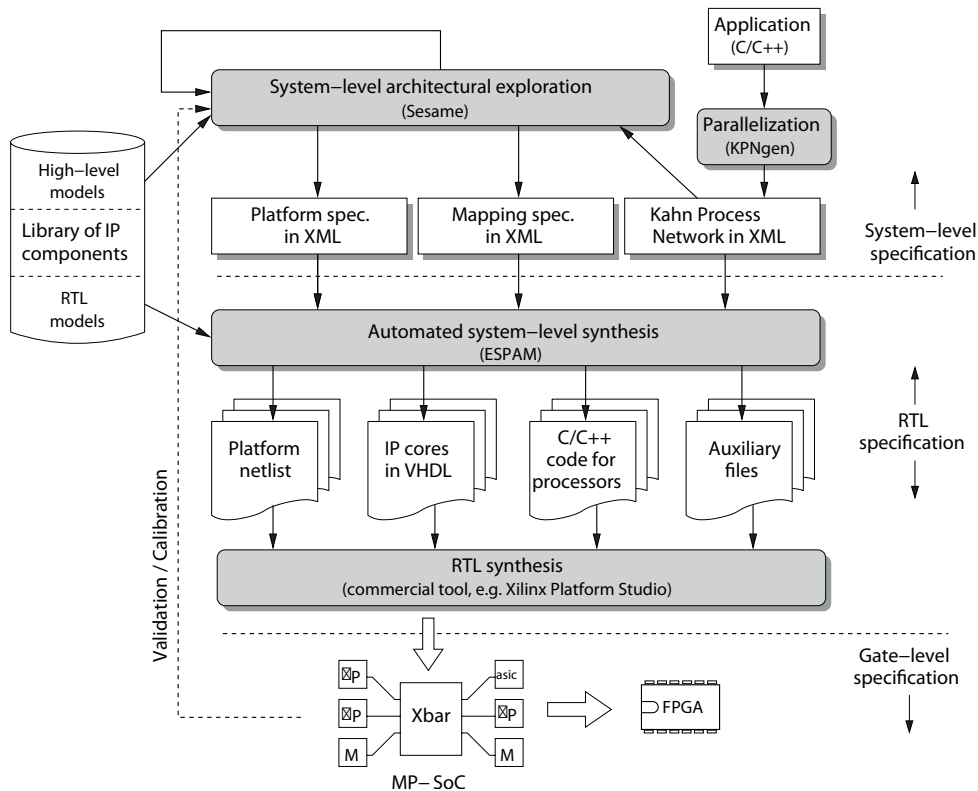 Application
(C/C++)
System−level architectural exploration
(Sesame)
Parallelization
(KPNgen)
High−level
models
Library of IP
components
RTL
models
Platform spec.
in XML
Mapping spec.
in XML
Kahn Process
Network in XML
System−level
specification
Automated system−level synthesis
(ESPAM)
Platform
netlist
IP cores
in VHDL
C/C++
code for
processors
Auxiliary
files
RTL
specification
Validation / Calibration
RTL synthesis
(commercial tool, e.g. Xilinx Platform Studio)
Gate−level
specification
P
asic
P
Xbar
P
FPGA
M
M
MP− SoC